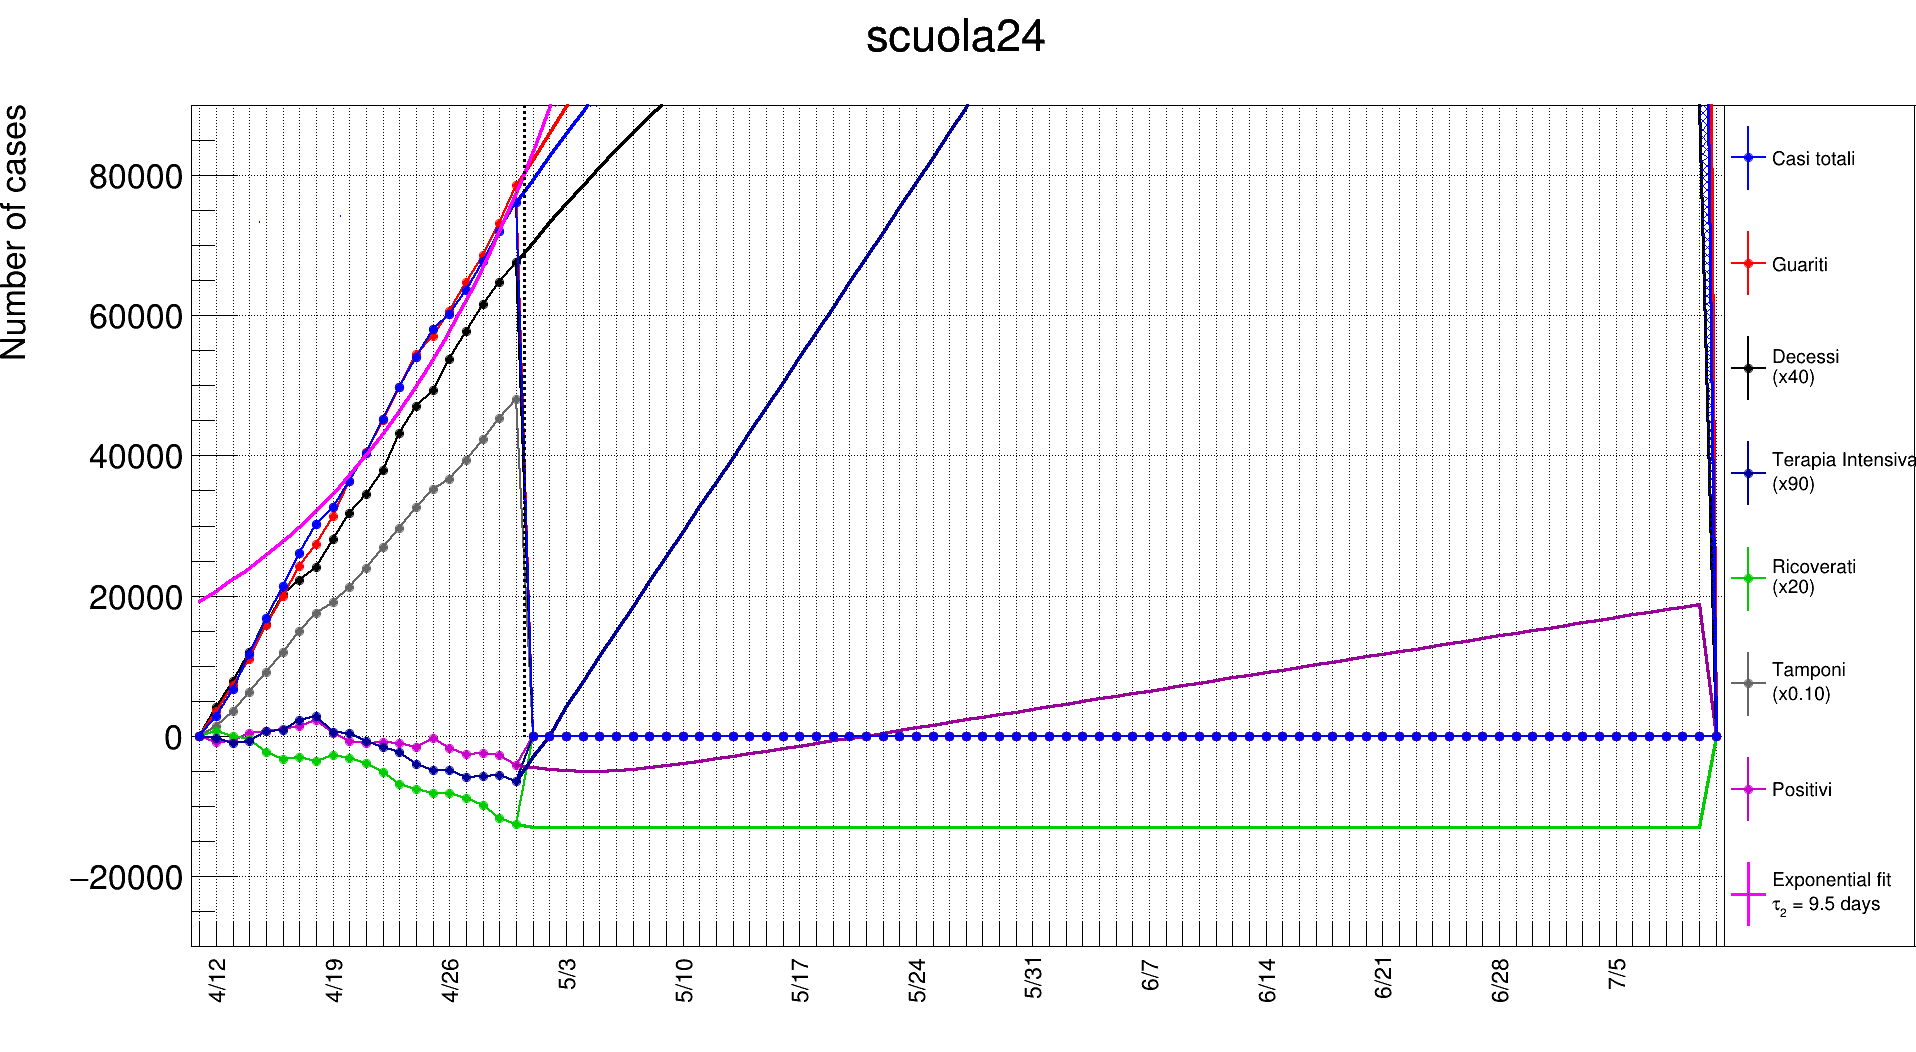 scuola24
Number of cases
80000
60000
40000
20000
0
−20000
4/12
4/19
4/26
5/3
5/10
5/17
5/24
5/31
6/7
6/14
6/21
6/28
7/5
Casi totali
Guariti
Decessi
(x40)
Terapia Intensiva
(x90)
Ricoverati
(x20)
Tamponi
(x0.10)
Positivi
Exponential fit
τ2 = 9.5 days